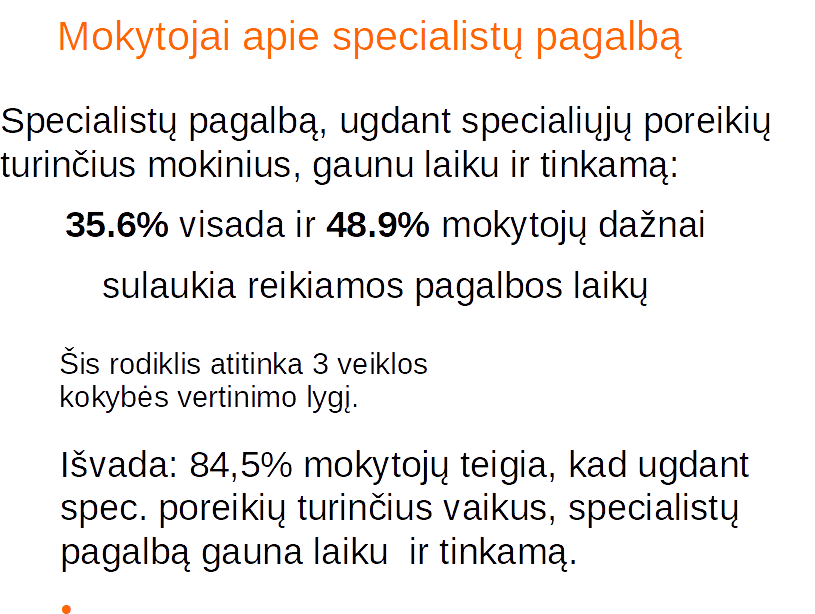 Mokytojai apie specialistų pagalbą
Specialistų pagalbą, ugdant specialiųjų poreikių
turinčius mokinius, gaunu laiku ir tinkamą:
35.6% visada ir 48.9% mokytojų dažnai
sulaukia reikiamos pagalbos laikų
Šis rodiklis atitinka 3 veiklos
kokybės vertinimo lygį.
Išvada: 84,5% mokytojų teigia, kad ugdant
spec. poreikių turinčius vaikus, specialistų
pagalbą gauna laiku  ir tinkamą.